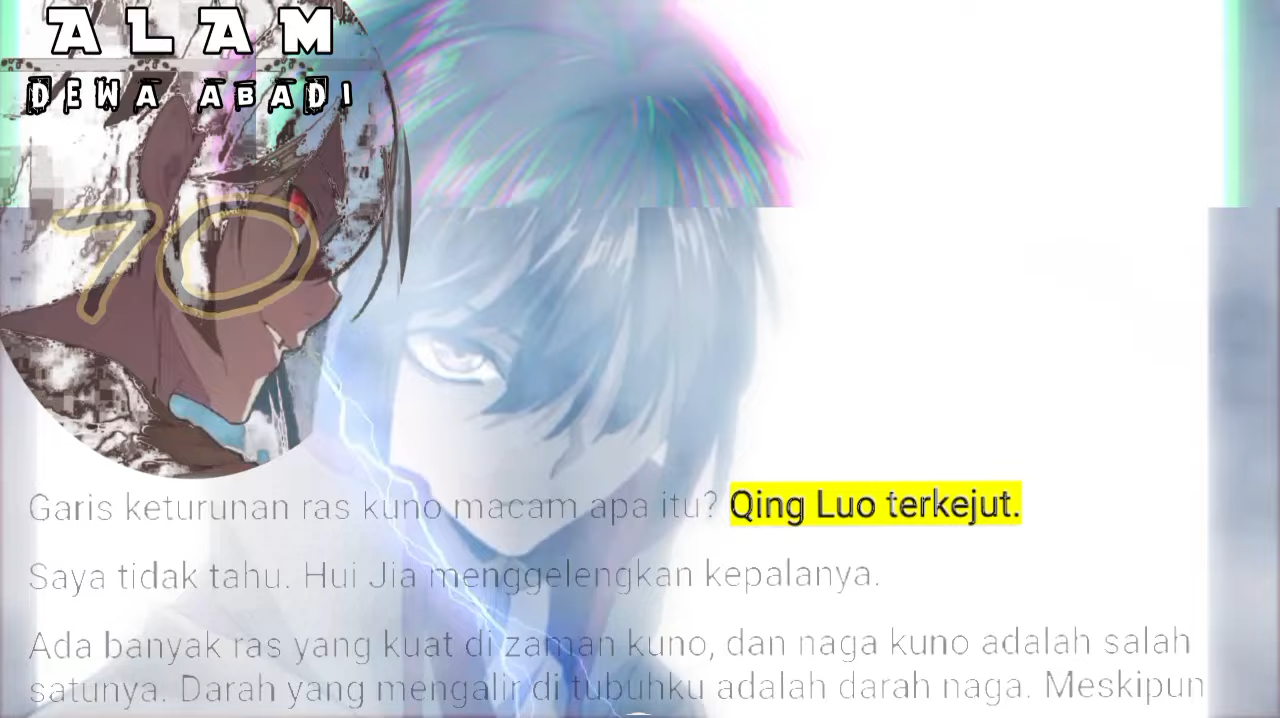 ALAM
DEWA ABADI
70
Garis keturunan ras kuno macam apa itu? Qing Luo terkejut.
Saya tidak tahu. Hui Jia menggelengkan kepalanya.
Ada banyak ras yang kuat di zaman kuno, dan naga kuno adalah salah
satunya. Darah yang mengalir di tubuhku adalah darah naga. Meskipun